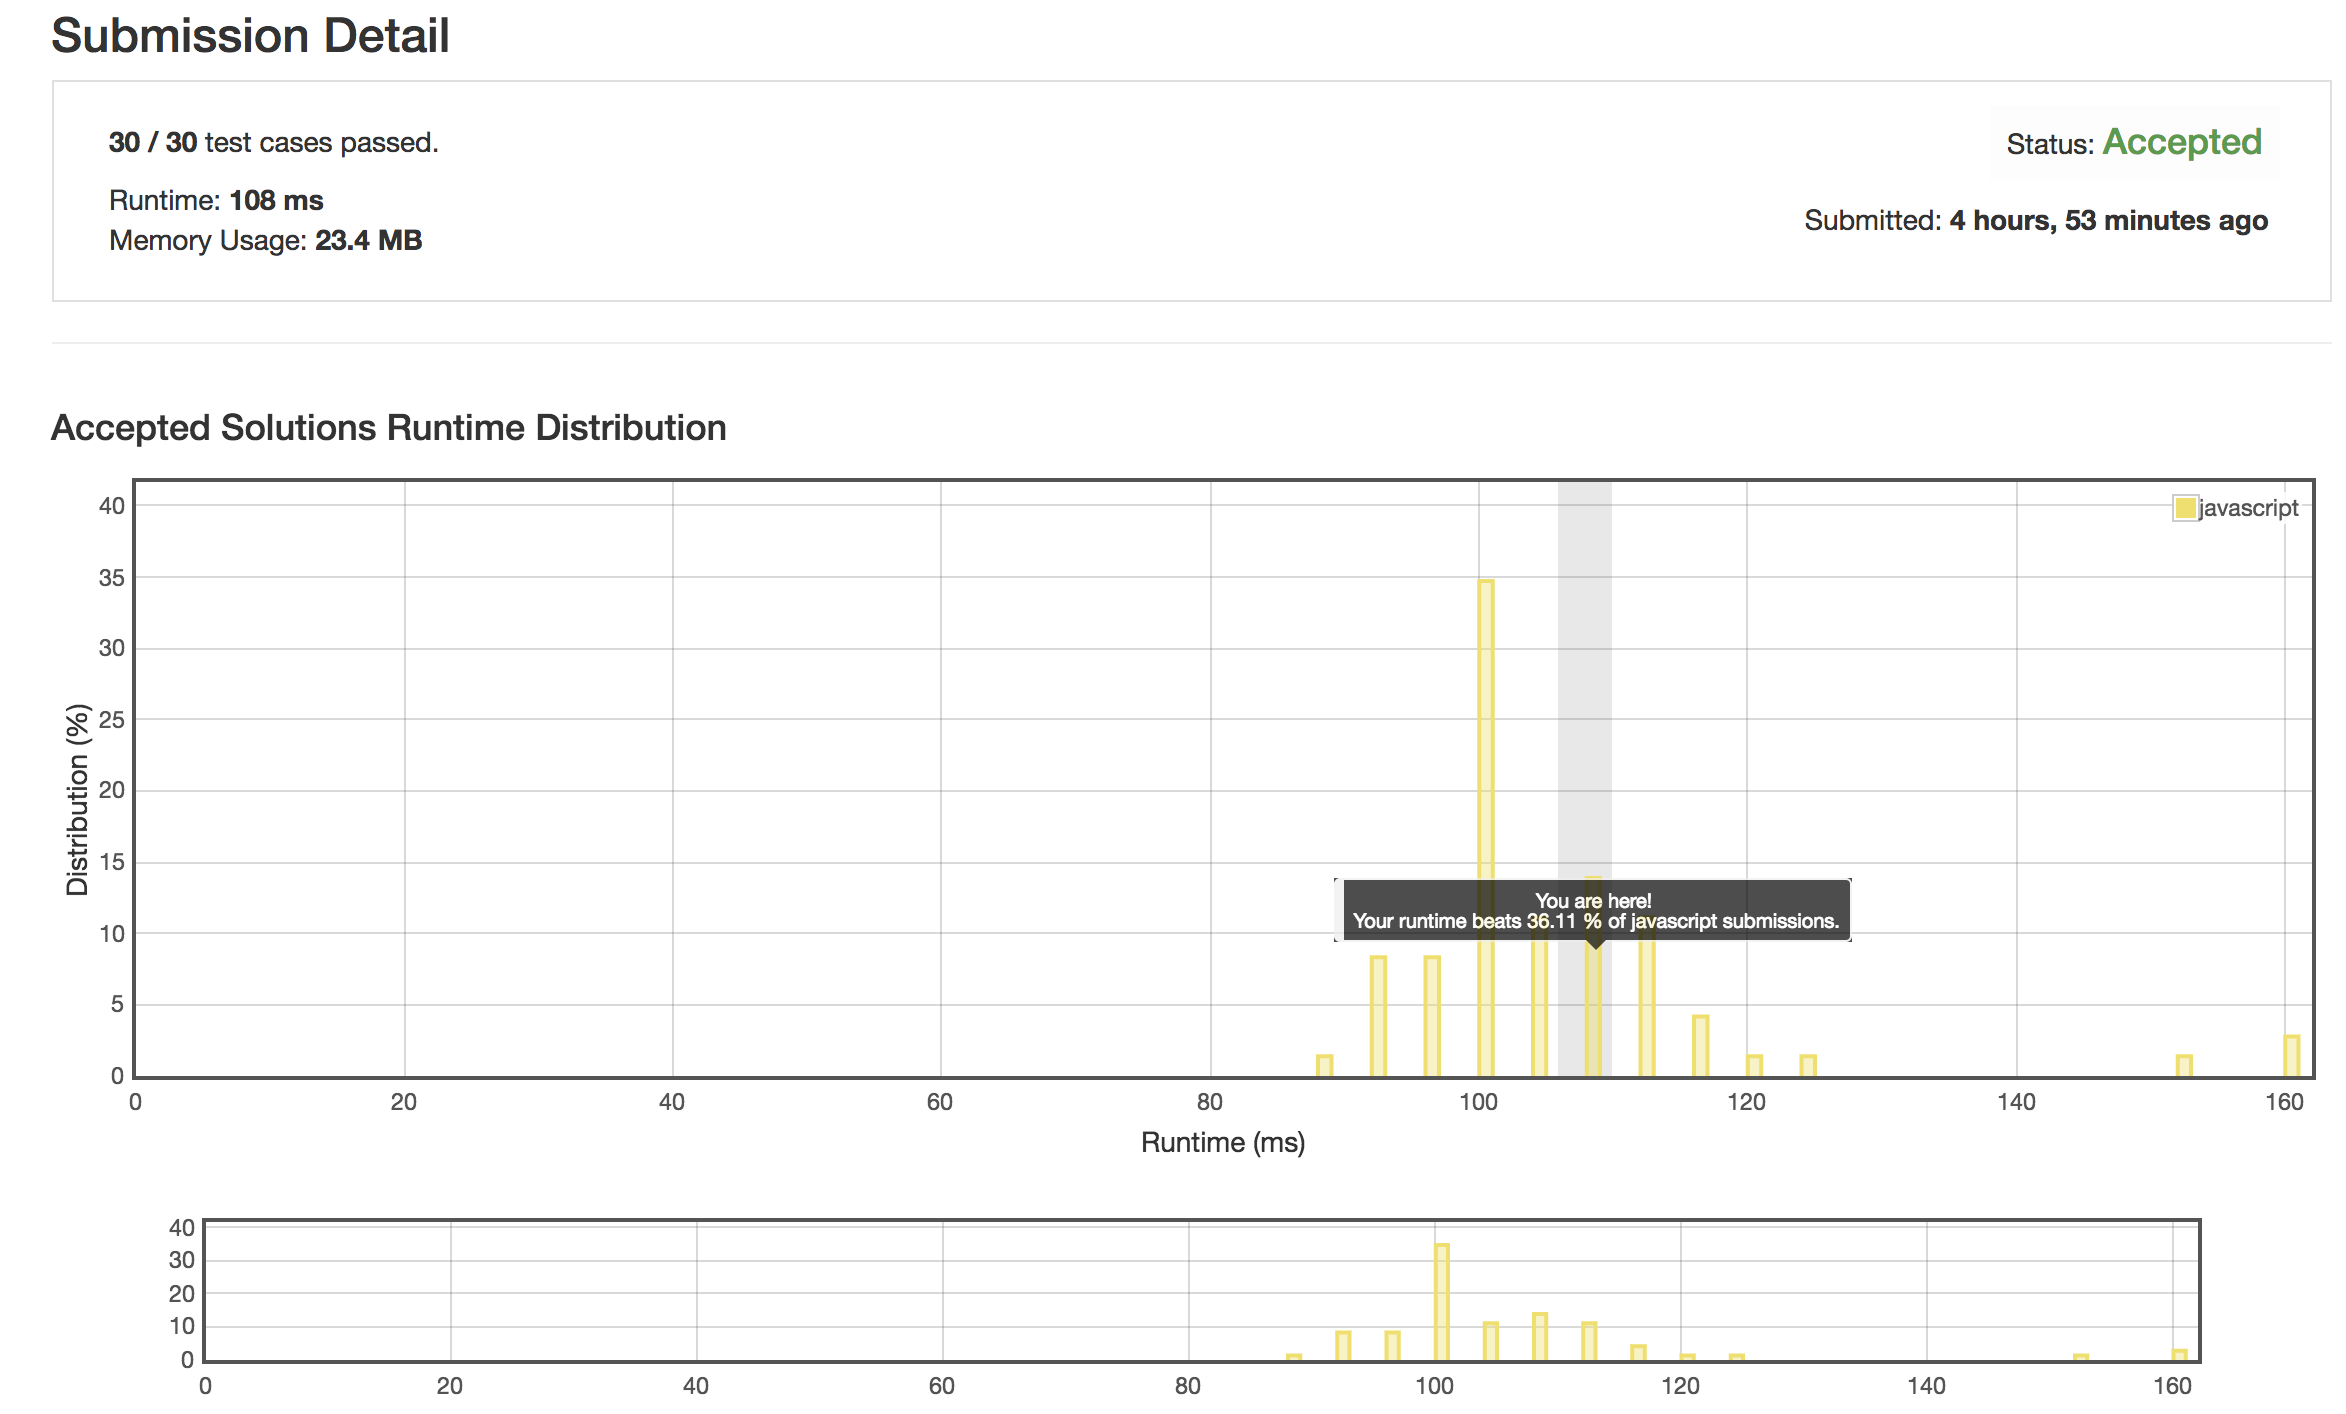 Submission Detail
30 / 30 test cases passed.
Status: Accepted
Runtime: 108 ms
Memory Usage: 23.4 MB
Submitted: 4 hours, 53 minutes ago
Accepted Solutions Runtime Distribution
javascript
Distribution (%)
40
35
30
25
20
15
10
5
0
You are here!
Your runtime beats 36.11 % of javascript submissions.
0 20 40 60 80 100 120 140 160
Runtime (ms)
40
30
20
10
0
0 20 40 60 80 100 120 140 160